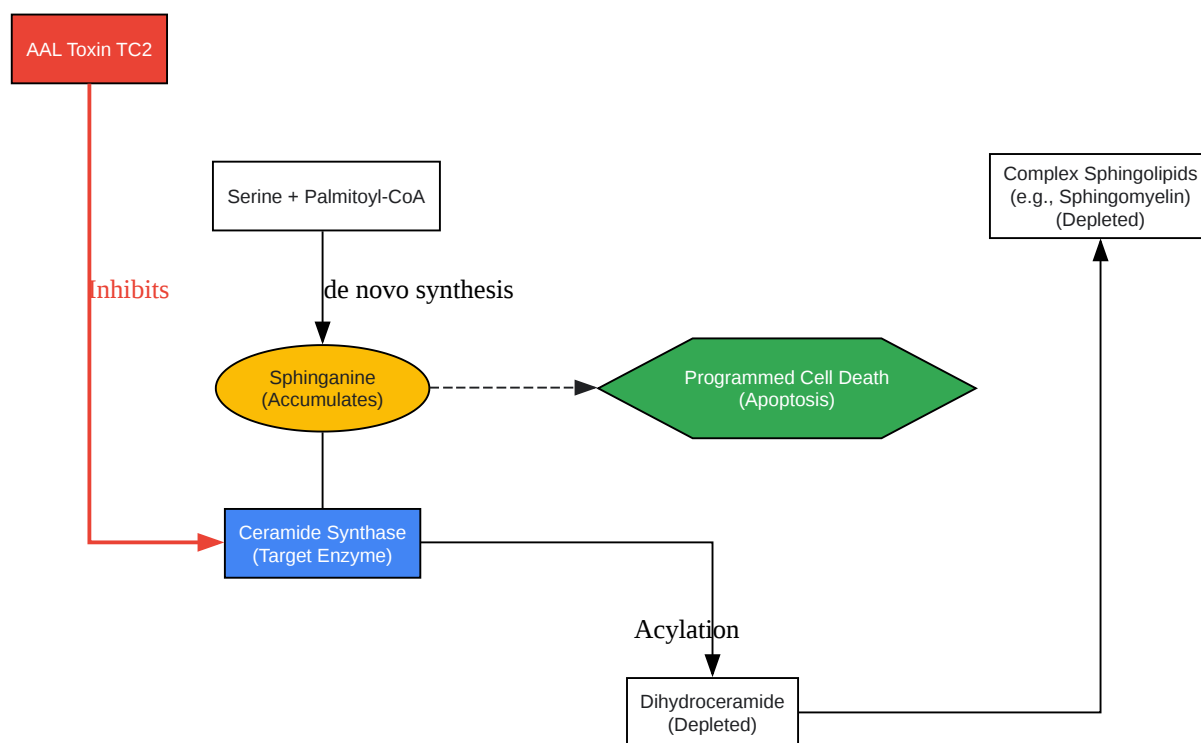 AAL Toxin TC2
Serine + Palmitoyl-CoA
Complex Sphingolipids
(e.g., Sphingomyelin)
(Depleted)
Inhibits
de novo synthesis
Sphinganine
(Accumulates)
Programmed Cell Death
(Apoptosis)
Ceramide Synthase
(Target Enzyme)
Acylation
Dihydroceramide
(Depleted)